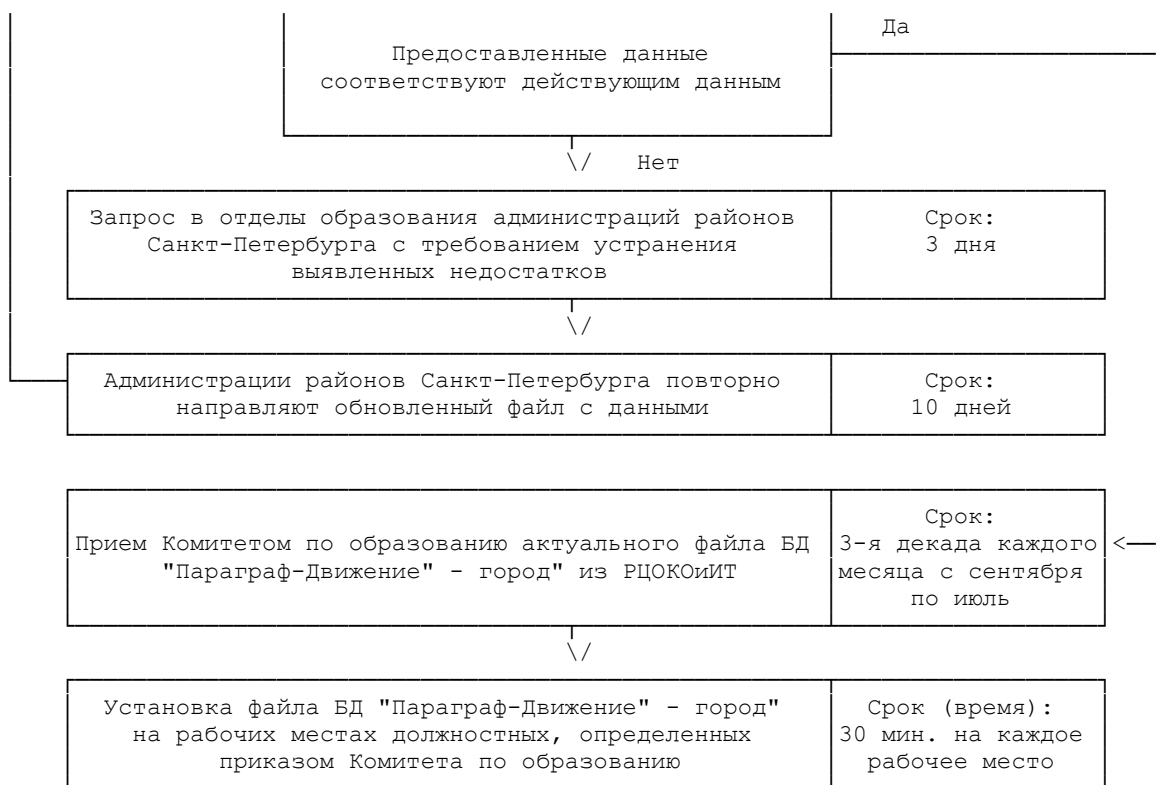 Да
Предоставленные данные
соответствуют действующим данным
\/ Нет
Запрос в отделы образования администраций районов
Санкт-Петербурга с требованием устранения
выявленных недостатков
Срок:
3 дня
\/
Администрации районов Санкт-Петербурга повторно
направляют обновленный файл с данными
Срок:
10 дней
Прием Комитетом по образованию актуального файла БД
"Параграф-Движение" - город" из РЦОКОиИТ
Срок:
3-я декада каждого
месяца с сентября
по июль
<
\/
Установка файла БД "Параграф-Движение" - город"
на рабочих местах должностных, определенных
приказом Комитета по образованию
Срок (время):
30 мин. на каждое
рабочее место